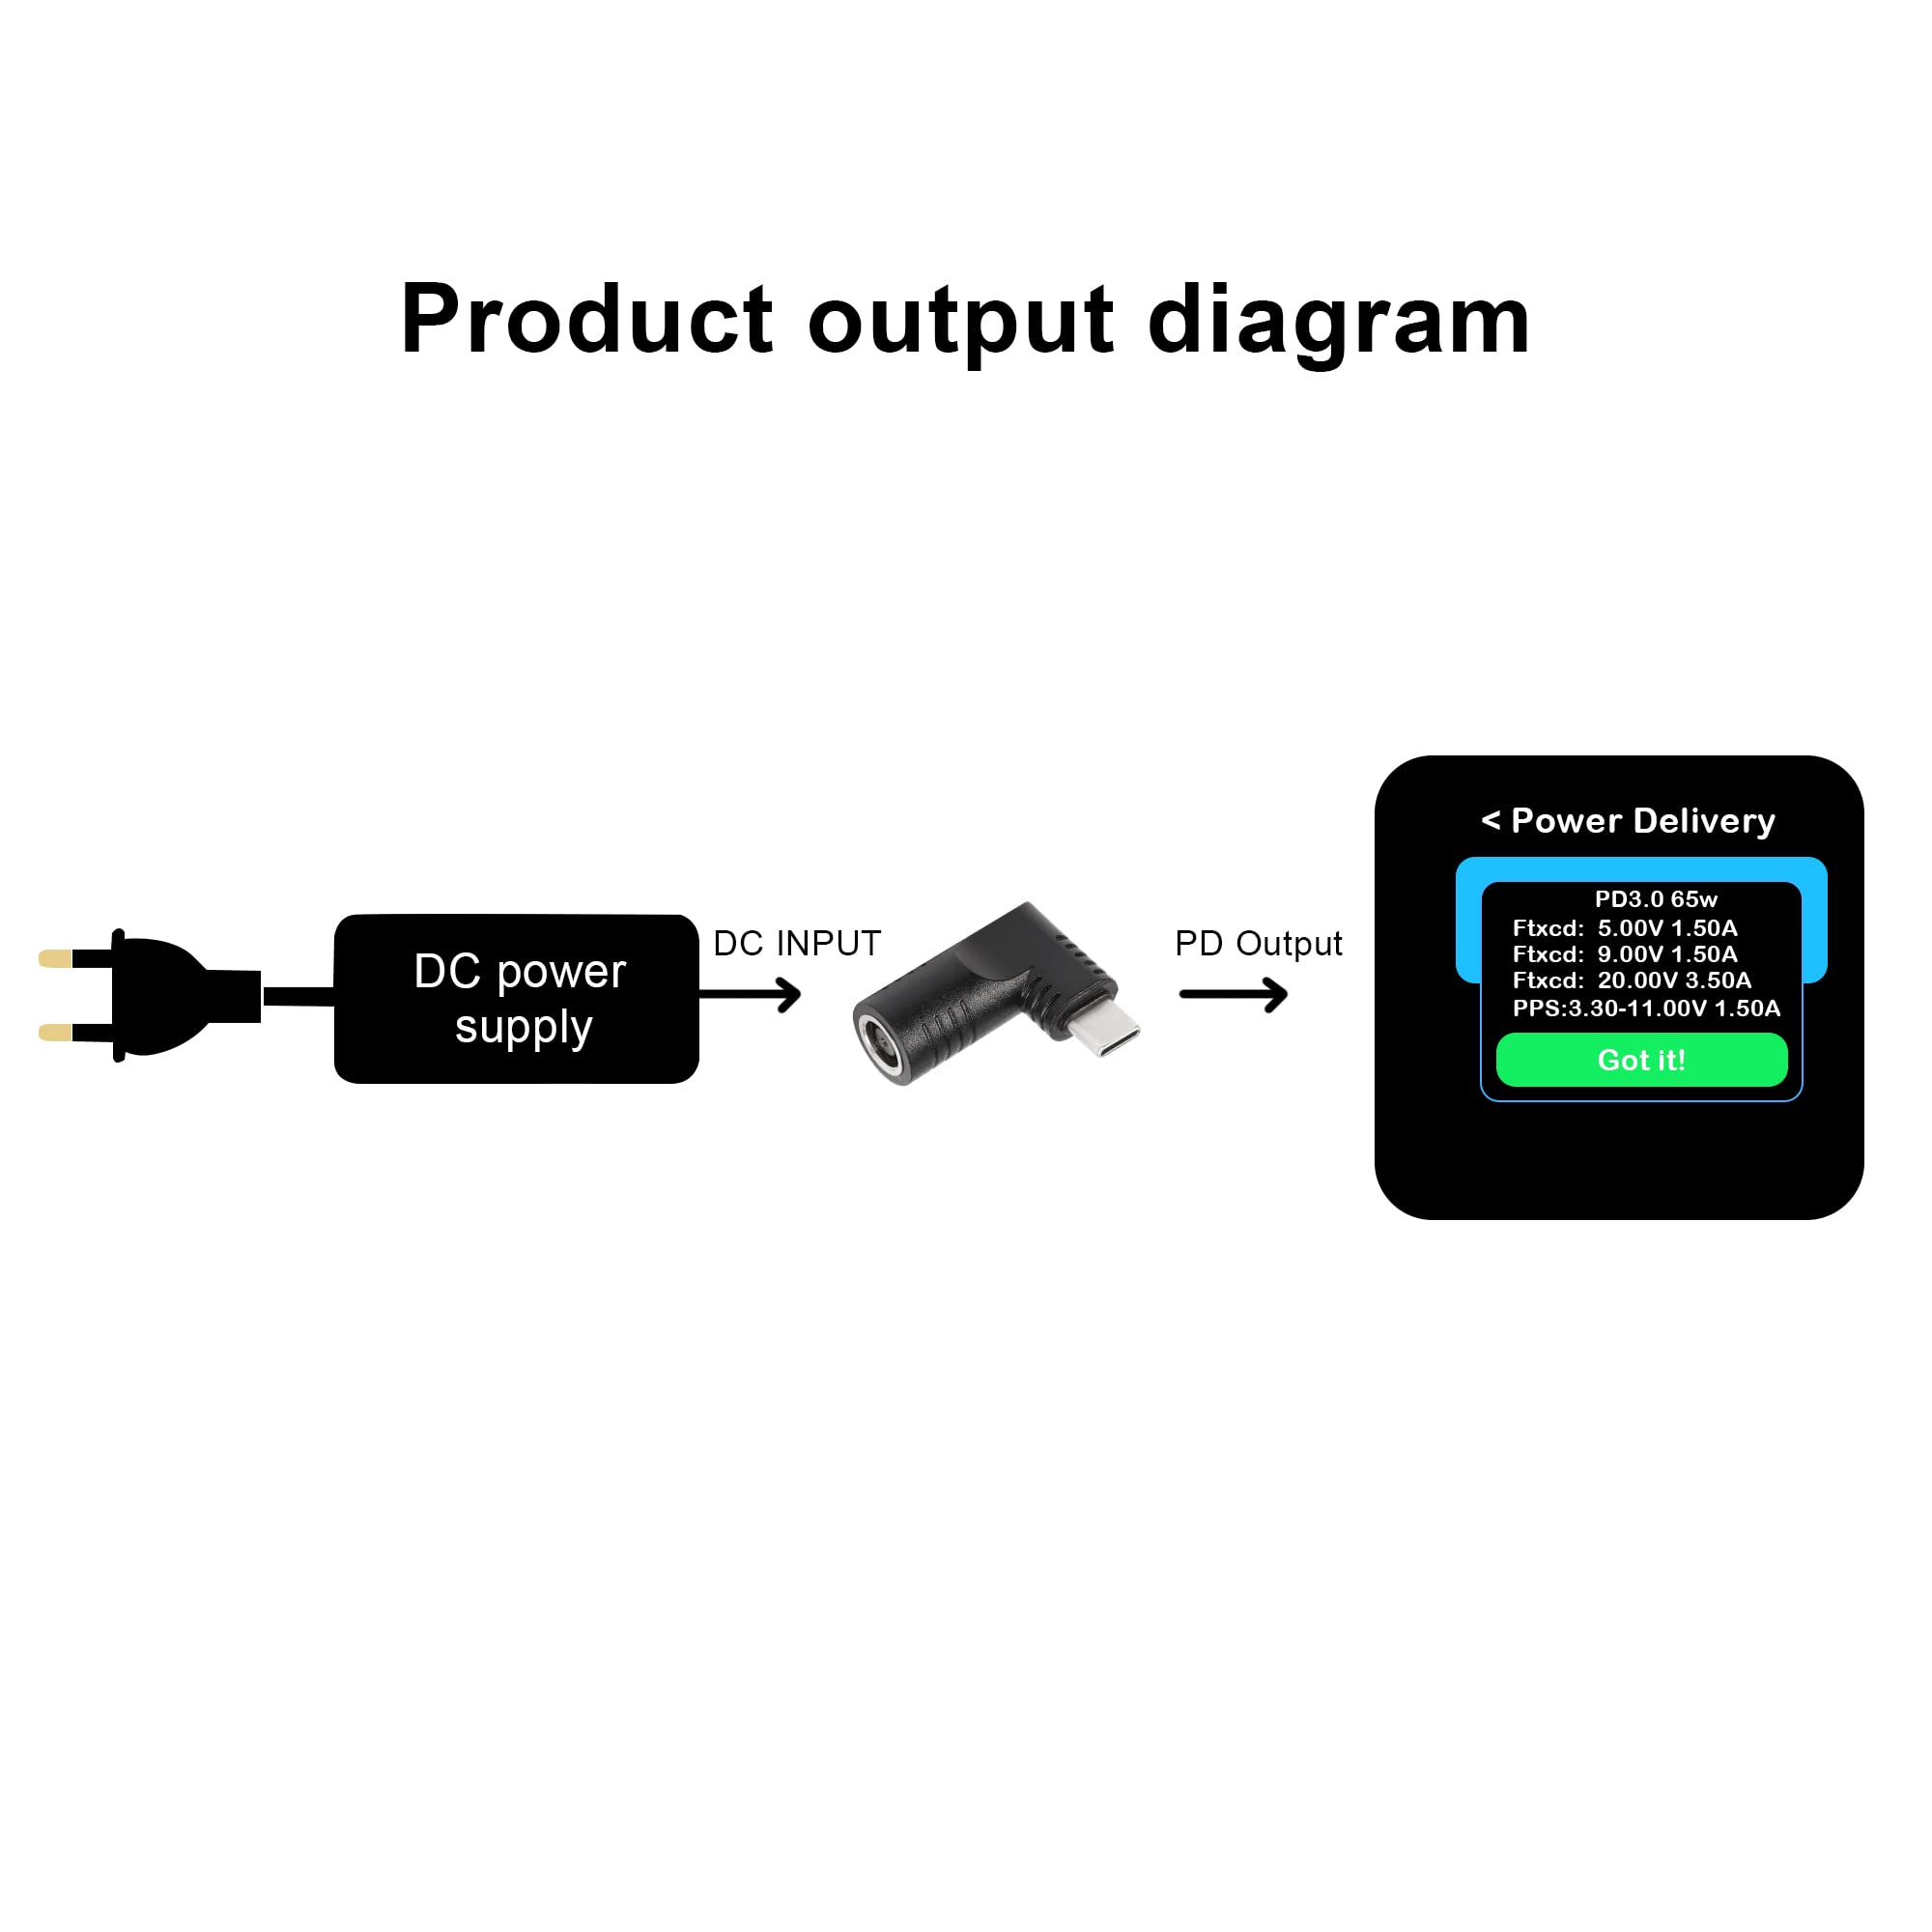 Product output diagram
DC power
supply
DC INPUT
PD Output
< Power Delivery
PD3.0 65w
Ftxcd: 5.00V 1.50A
Ftxcd: 9.00V 1.50A
Ftxcd: 20.00V 3.50A
PPS:3.30-11.00V 1.50A
Got it!